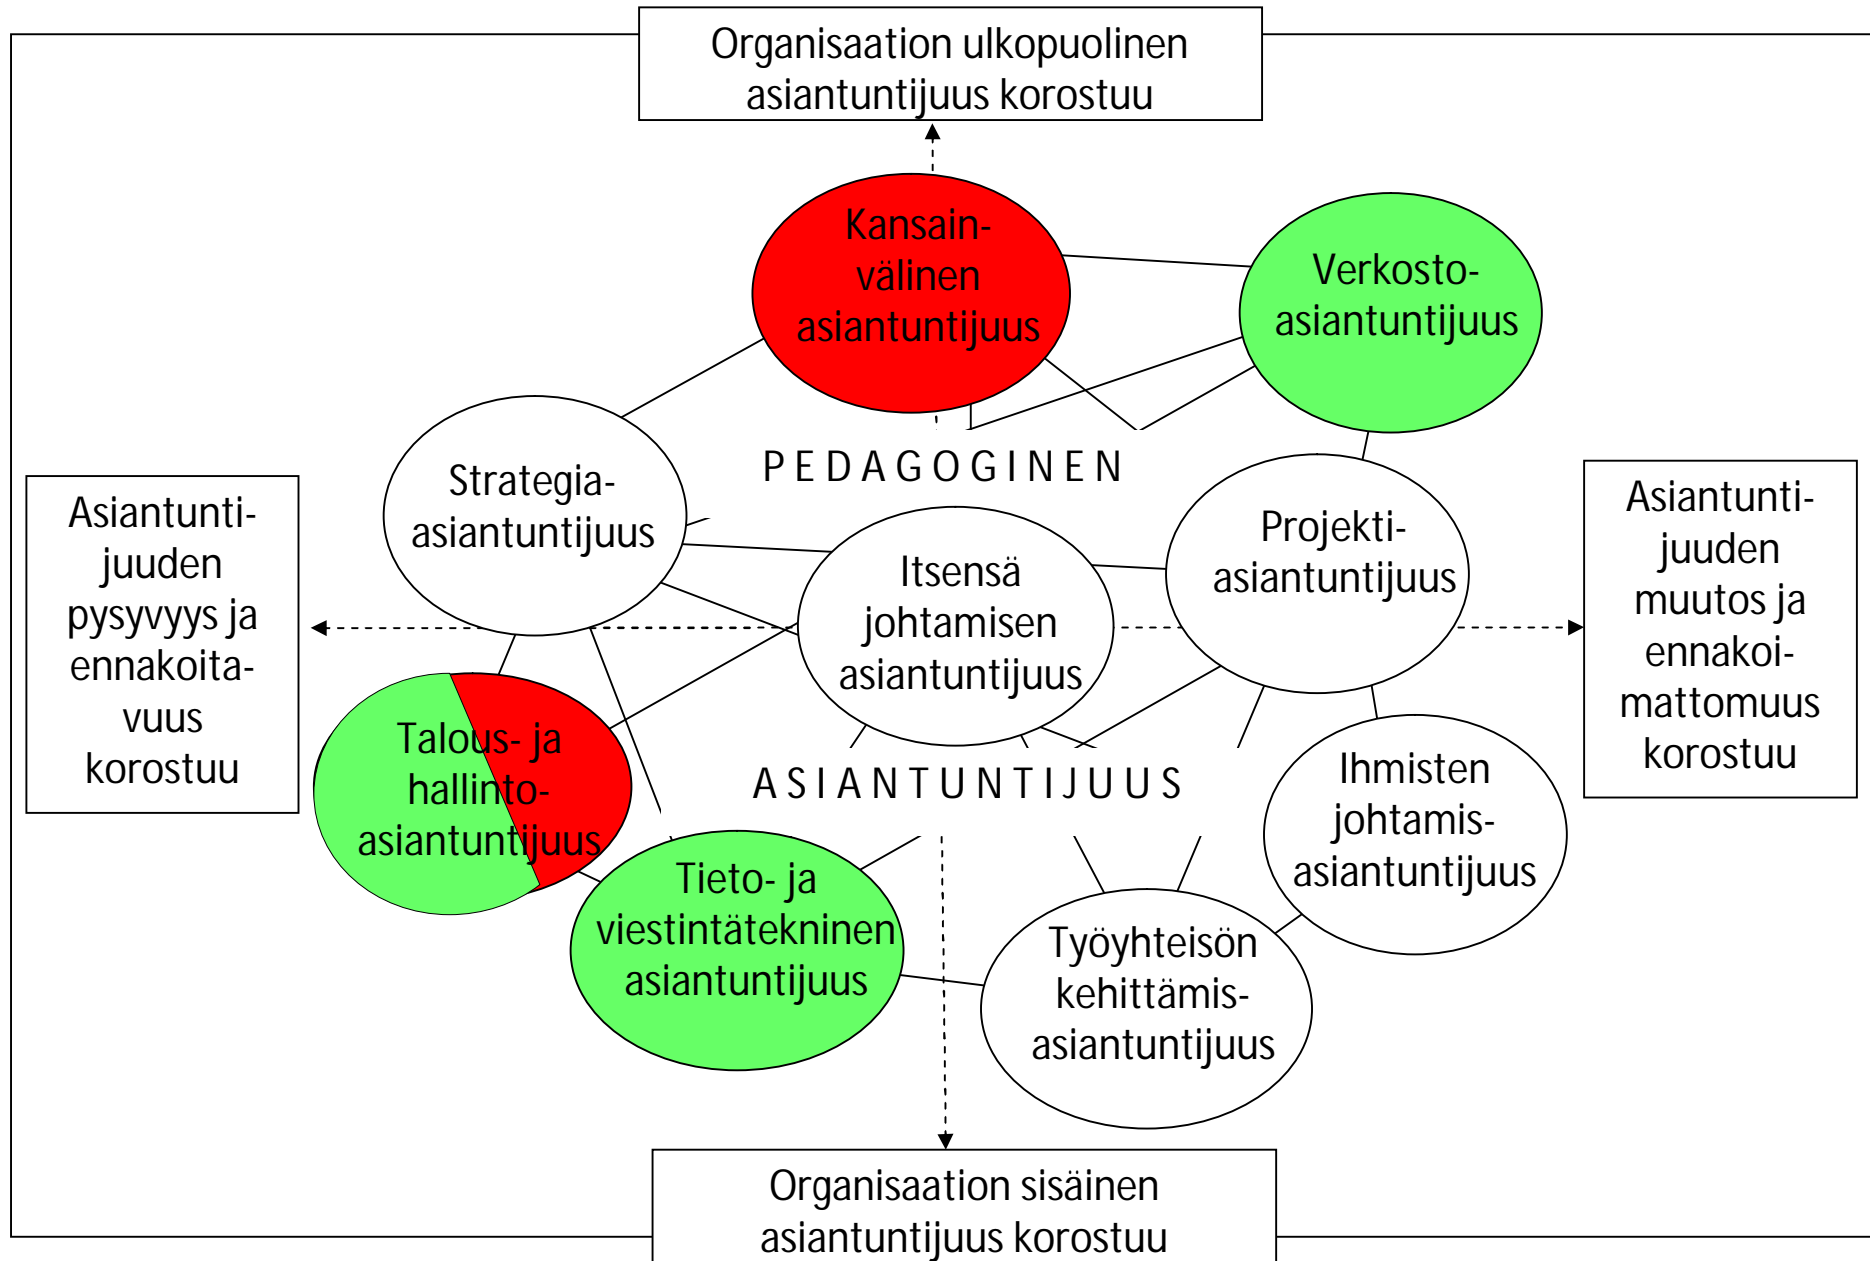 Organisaation ulkopuolinen
asiantuntijuus korostuu
Kansain-
välinen
asiantuntijuus
Verkosto-
asiantuntijuus
PEDAGOGINEN
Strategia-
asiantuntijuus
Asiantunti-
juuden
pysyvyys ja
ennakoita-
vuus
korostuu
Itsensä
johtamisen
asiantuntijuus
Projekti-
asiantuntijuus
Asiantunti-
juuden
muutos ja
ennakoi-
mattomuus
korostuu
Talous- ja
hallinto-
asiantuntijuus
ASIANTUNTIJUUS
Ihmisten
johtamis-
asiantuntijuus
Tieto- ja
viestintätekninen
asiantuntijuus
Työyhteisön
kehittämis-
asiantuntijuus
Organisaation sisäinen
asiantuntijuus korostuu